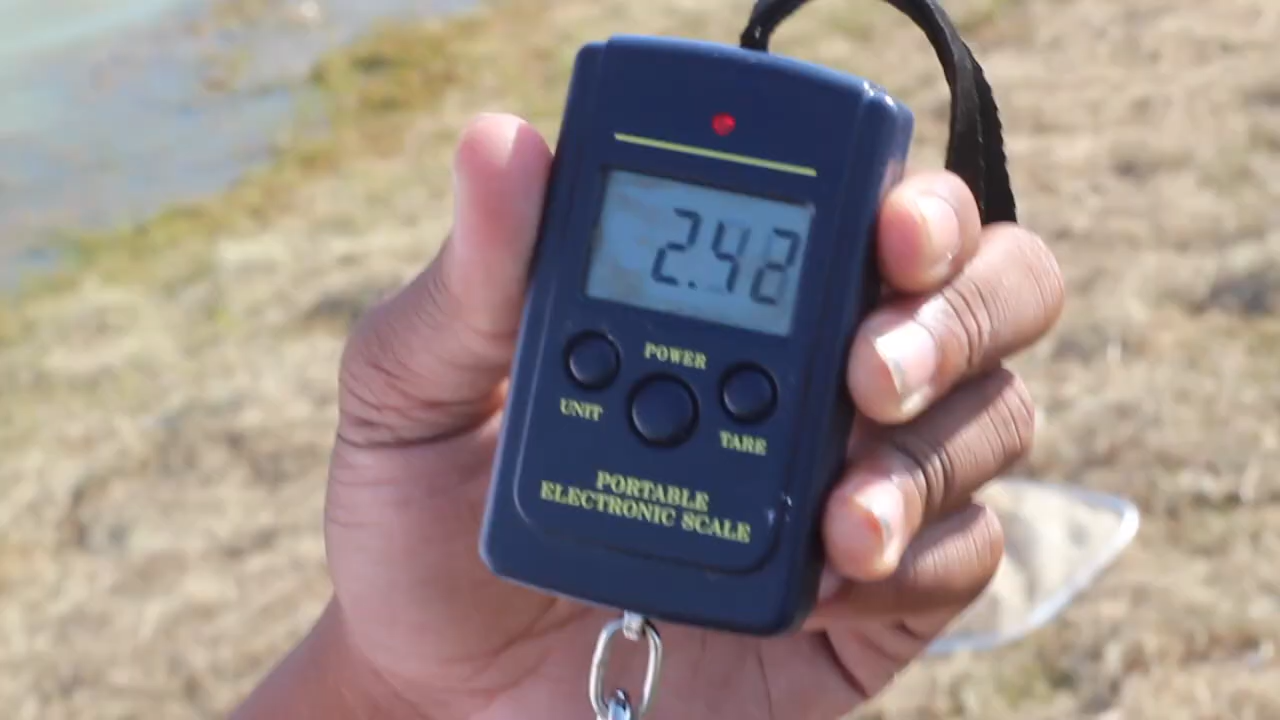 2.48
POWER
UNIT
TARE
PORTABLE
ELECTRONIC SCALE